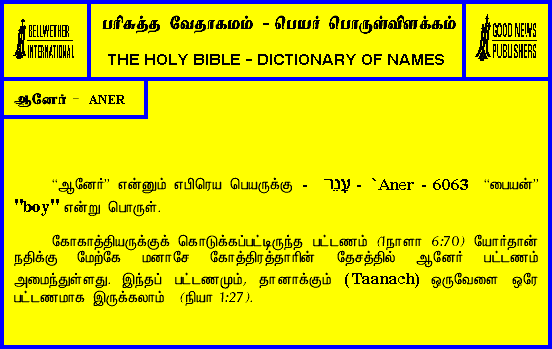 BELLWETHER
INTERNATIONAL
பரிசுத்த வேதாகமம் - பெயர் பொருள்விளக்கம்
THE HOLY BIBLE - DICTIONARY OF NAMES
GOOD NEWS
PUBLISHERS
ஆனேர் - ANER
“ஆனேர்” என்னும் எபிரெய பெயருக்கு - עָנֵר - `Aner - 6063 “பையன்”
"boy" என்று பொருள்.
கோகாத்தியருக்குக் கொடுக்கப்பட்டிருந்த பட்டணம் (1நாளா 6:70) யோர்தான்
நதிக்கு மேற்கே மனாசே கோத்திரத்தாரின் தேசத்தில் ஆனேர் பட்டணம்
அமைந்துள்ளது. இந்தப் பட்டணமும், தானாக்கும் (Taanach) ஒருவேளை ஒரே
பட்டணமாக இருக்கலாம் (நியா 1:27).